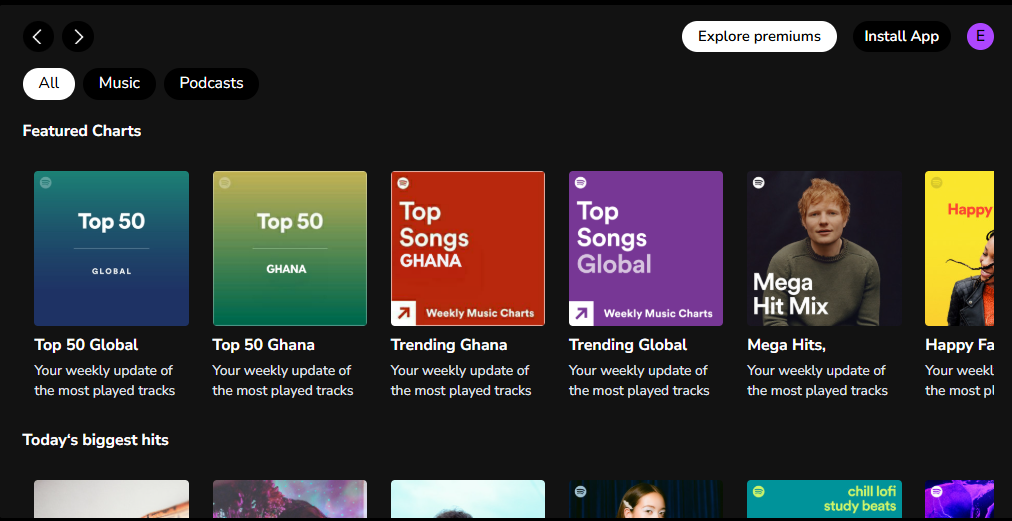 Explore premiums
Install App
E
All
Music
Podcasts
Featured Charts
Top 50
GLOBAL
Top 50
GHANA
Top
Songs
GHANA
Weekly Music Charts
Top
Songs
Global
Weekly Music Charts
Mega
Hit Mix
Happy
Top 50 Global
Your weekly update of
the most played tracks
Top 50 Ghana
Your weekly update of
the most played tracks
Trending Ghana
Your weekly update of
the most played tracks
Trending Global
Your weekly update of
the most played tracks
Mega Hits,
Your weekly update of
the most played tracks
Happy Fa
Your weekl
the most pl
Today's biggest hits
chill lofi
study beats